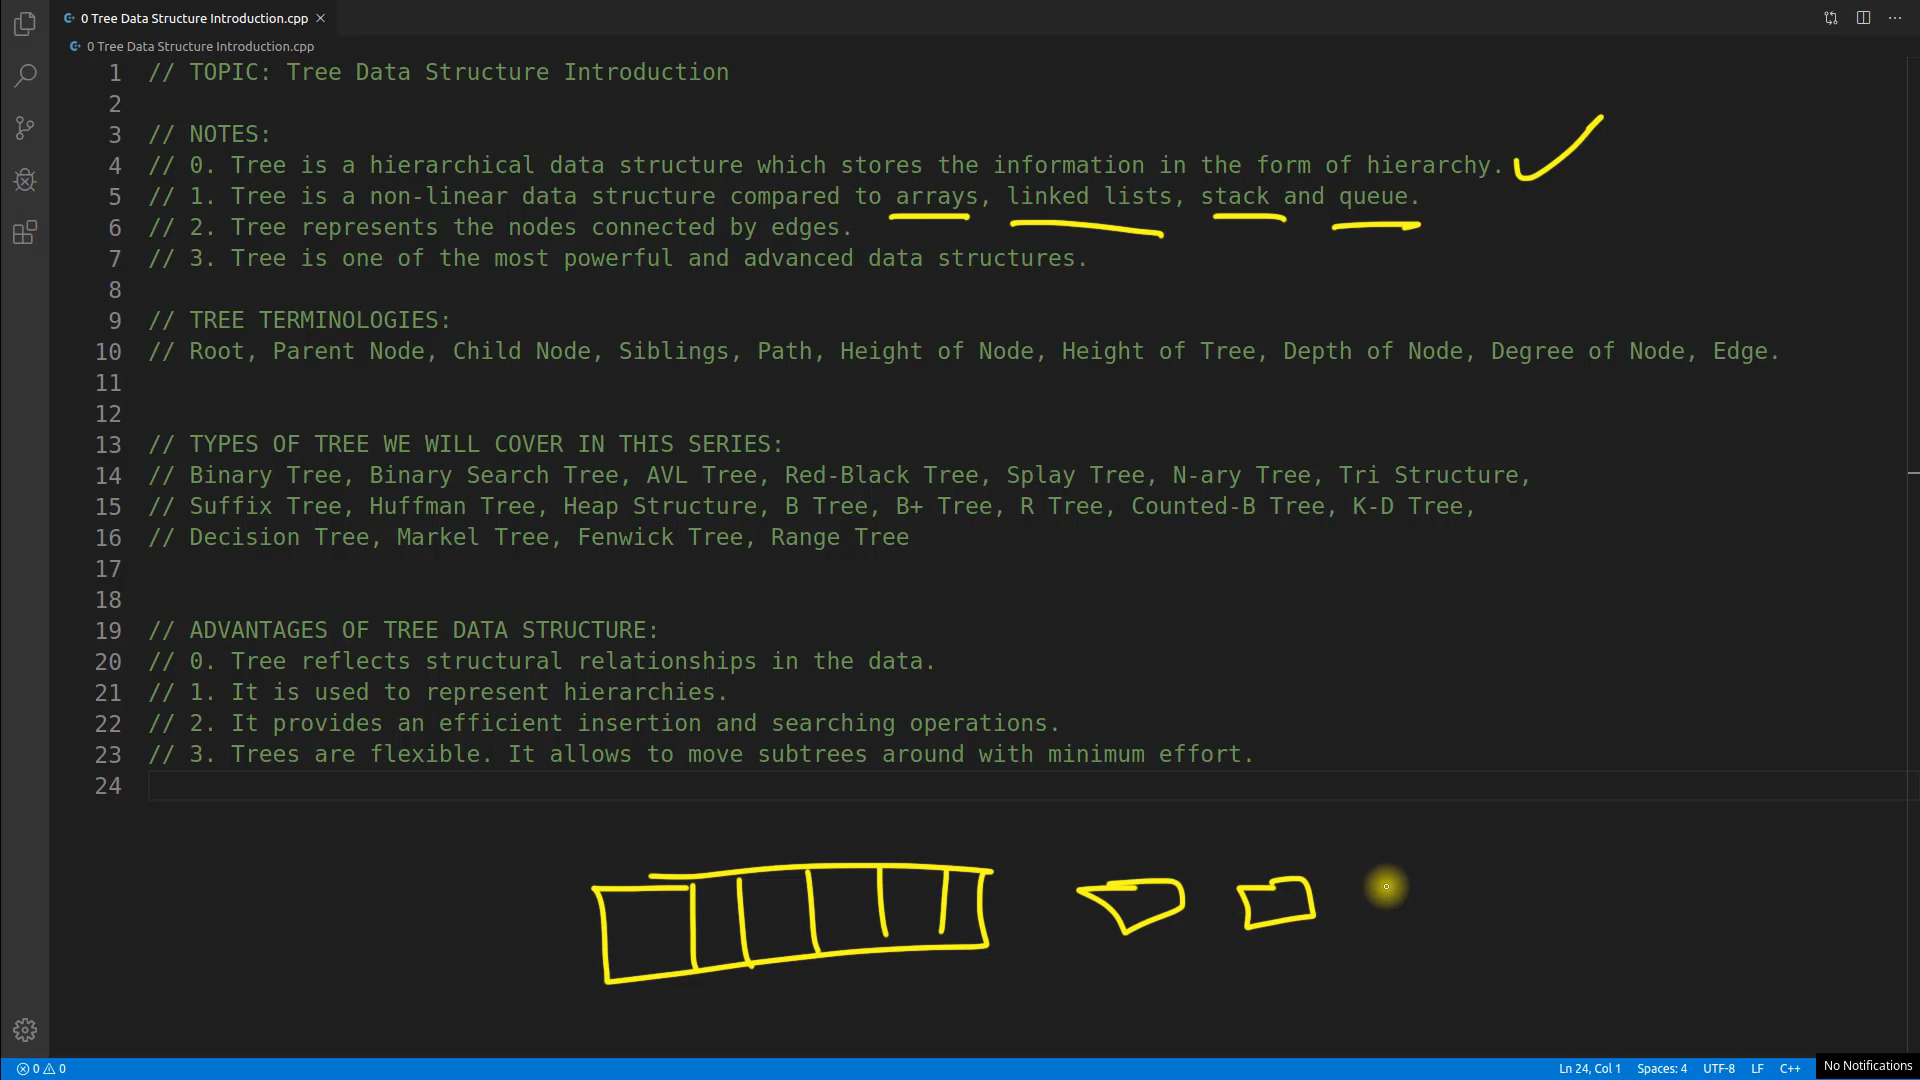 0 Tree Data Structure Introduction.cpp
0 Tree Data Structure Introduction.cpp
1 // TOPIC: Tree Data Structure Introduction
2
3 // NOTES:
4 // 0. Tree is a hierarchical data structure which stores the information in the form of hierarchy.
5 // 1. Tree is a non-linear data structure compared to arrays, linked lists, stack and queue.
6 // 2. Tree represents the nodes connected by edges.
7 // 3. Tree is one of the most powerful and advanced data structures.
8
9 // TREE TERMINOLOGIES:
10 // Root, Parent Node, Child Node, Siblings, Path, Height of Node, Height of Tree, Depth of Node, Degree of Node, Edge.
11
12
13 // TYPES OF TREE WE WILL COVER IN THIS SERIES:
14 // Binary Tree, Binary Search Tree, AVL Tree, Red-Black Tree, Splay Tree, N-ary Tree, Tri Structure,
15 // Suffix Tree, Huffman Tree, Heap Structure, B Tree, B+ Tree, R Tree, Counted-B Tree, K-D Tree,
16 // Decision Tree, Markel Tree, Fenwick Tree, Range Tree
17
18
19 // ADVANTAGES OF TREE DATA STRUCTURE:
20 // 0. Tree reflects structural relationships in the data.
21 // 1. It is used to represent hierarchies.
22 // 2. It provides an efficient insertion and searching operations.
23 // 3. Trees are flexible. It allows to move subtrees around with minimum effort.
24
0 0 Ln 24, Col 1 Spaces: 4 UTF-8 LF C++ No Notifications